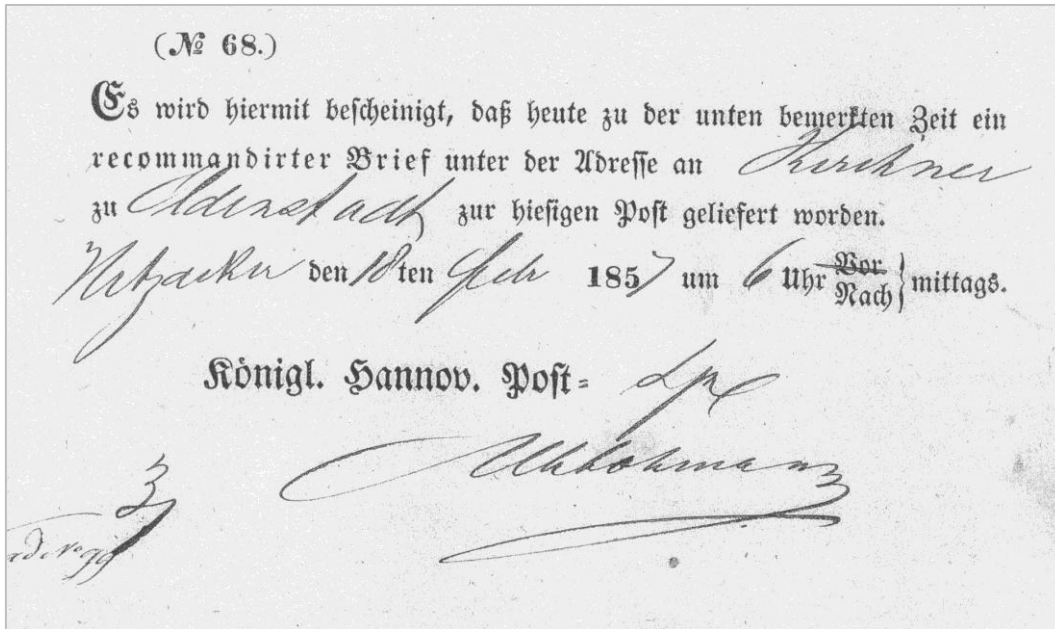 (№ 68.)
Es wird hiermit bescheinigt, daß heute zu der unten bemerkten Zeit ein
recommandirter Brief unter der Adresse an Kirchner
zu Oldenstadt zur hiesigen Post geliefert worden.
den 18ten Febr 1857 um 6 Uhr Vor
Nach } mittags.
Königl. Hannov. Post=
3